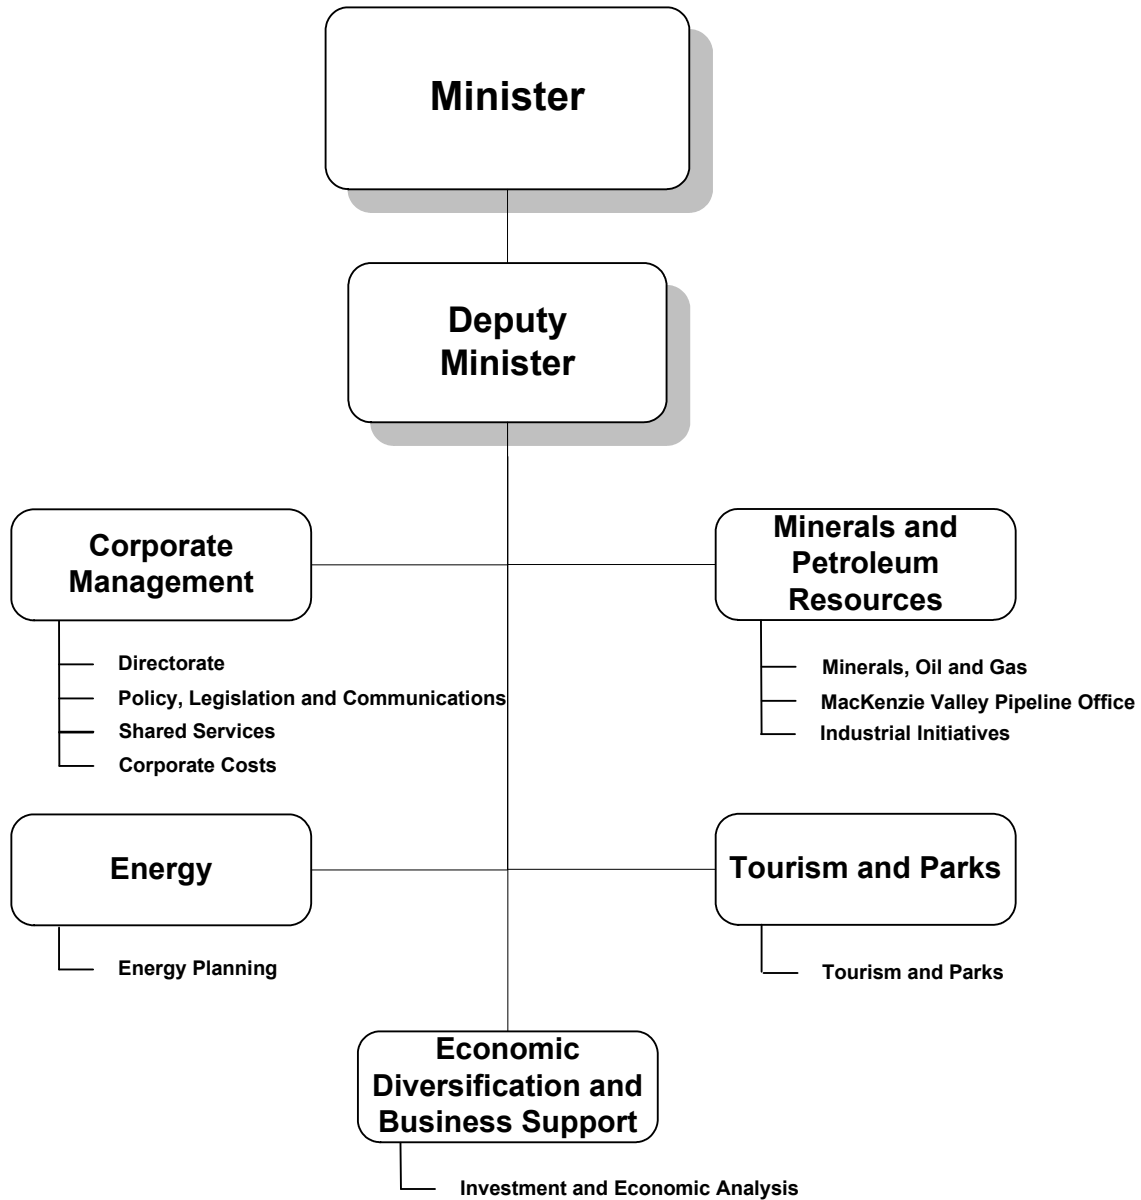 Minister
Deputy
Minister
Corporate
Management
Directorate
Policy, Legislation and Communications
Shared Services
Corporate Costs
Minerals and
Petroleum
Resources
Minerals, Oil and Gas
MacKenzie Valley Pipeline Office
Industrial Initiatives
Energy
Energy Planning
Tourism and Parks
Tourism and Parks
Economic
Diversification and
Business Support
Investment and Economic Analysis